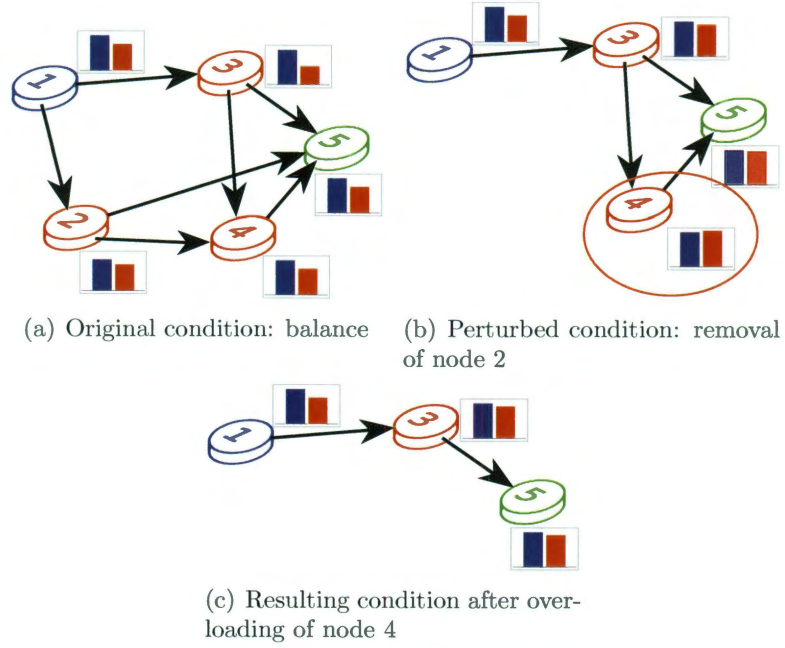 1
3
5
2
4
(a) Original condition: balance
1
3
5
4
(b) Perturbed condition: removal
of node 2
1
3
5
(c) Resulting condition after over-
loading of node 4